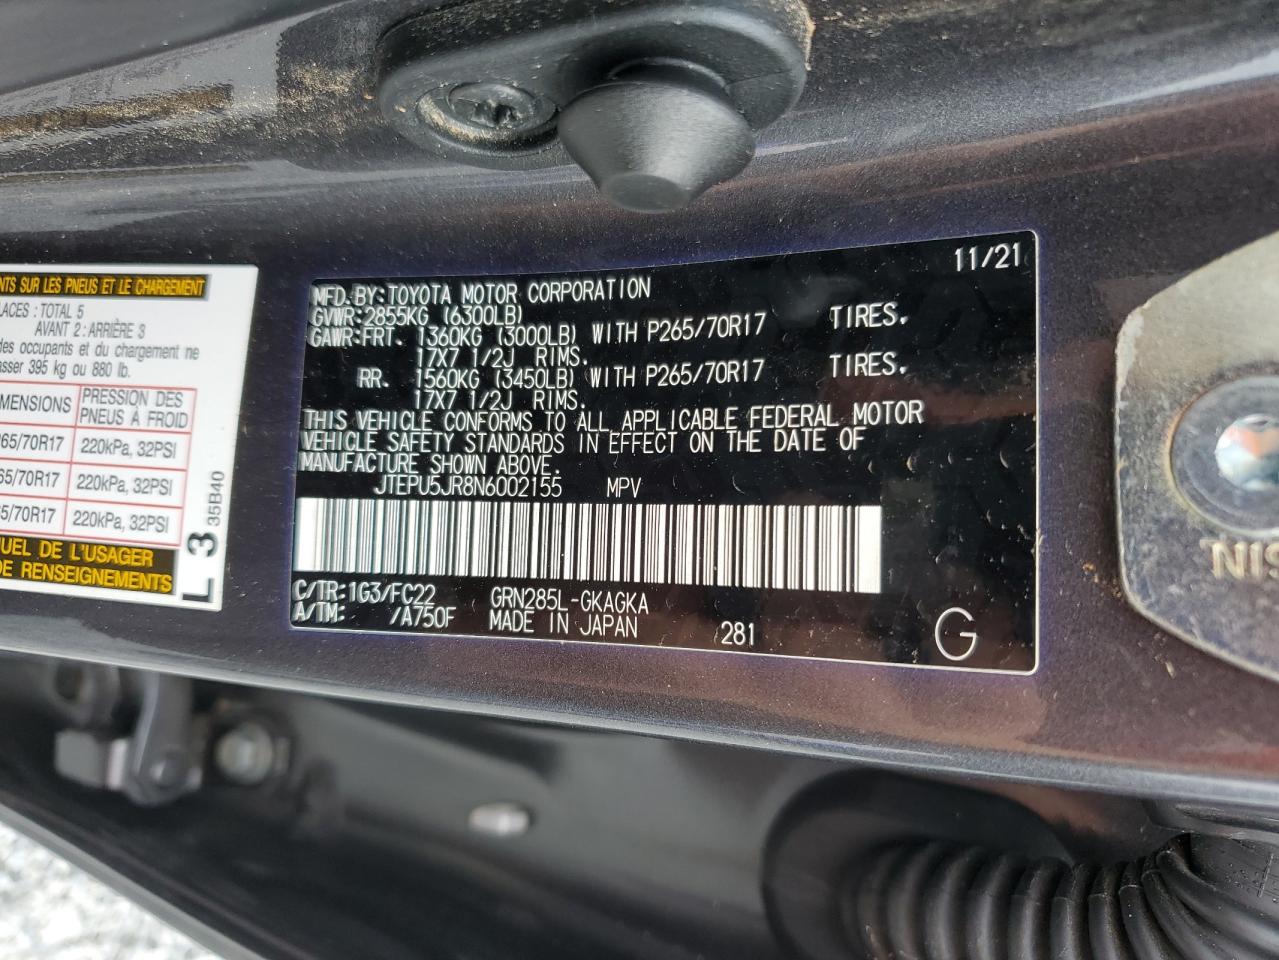 NTS SUR LES PNEUS ET LE CHARGEMENT
LACES : TOTAL 5
AVANT 2 : ARRIÈRE 3
des occupants et du chargement ne
asser 395 kg ou 880 lb.
MENSIONS PRESSION DES PNEUS À FROID
65/70R17 220kPa, 32PSI
65/70R17 220kPa, 32PSI
65/70R17 220kPa, 32PSI
UEL DE L'USAGER
DE RENSEIGNEMENTS
L 3
35B40
11/21
MFD.BY:TOYOTA MOTOR CORPORATION
GVWR:2855KG (6300LB)
GAWR:FRT. 1360KG (3000LB) WITH P265/70R17 TIRES.
17X7 1/2J RIMS.
RR. 1560KG (3450LB) WITH P265/70R17 TIRES.
17X7 1/2J RIMS.
THIS VEHICLE CONFORMS TO ALL APPLICABLE FEDERAL MOTOR
VEHICLE SAFETY STANDARDS IN EFFECT ON THE DATE OF
MANUFACTURE SHOWN ABOVE.
JTEPU5JR8N6002155 MPV
C/TR:1G3/FC22 GRN285L-GKAGKA
A/TM: /A750F MADE IN JAPAN 281 G
NIS